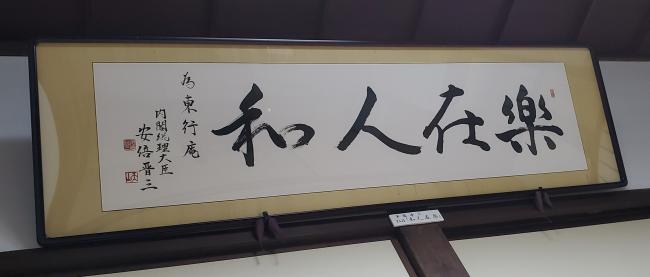 樂在人和
為東行庵
内閣総理大臣
安倍晋三